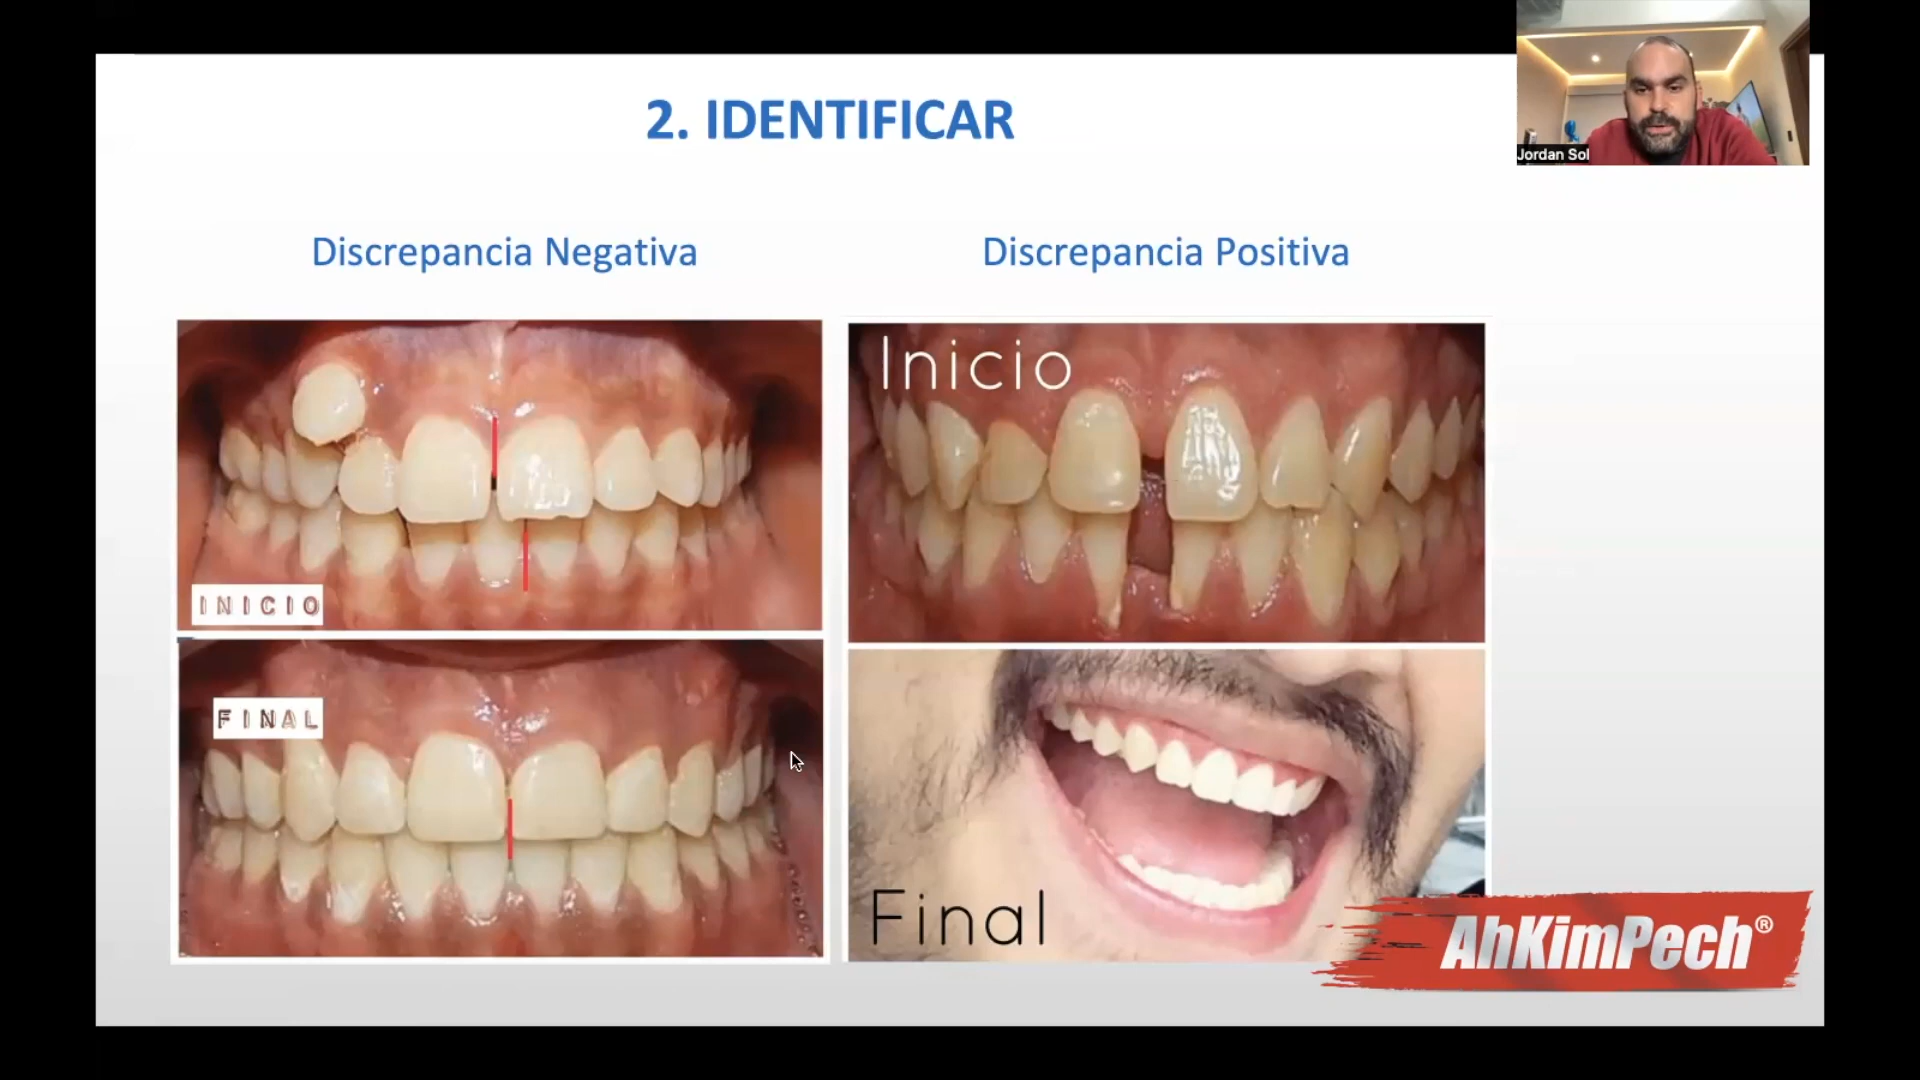 2. IDENTIFICAR
Jordan Sol
Discrepancia Negativa
Discrepancia Positiva
INICIO
Inicio
FINAL
Final
AhKimPech®